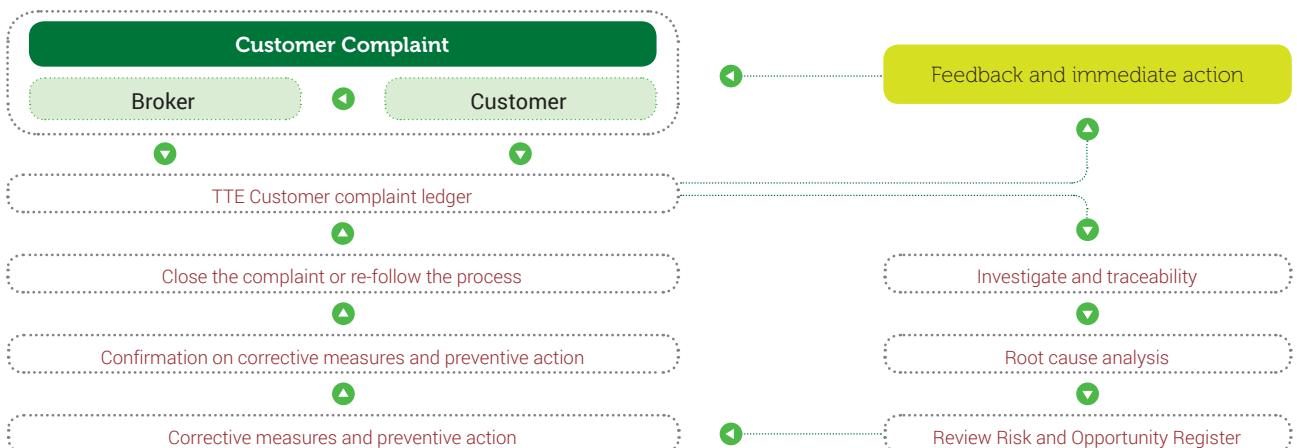 Customer Complaint
Broker
Customer
Feedback and immediate action
TTE Customer complaint ledger
Close the complaint or re-follow the process
Investigate and traceability
Confirmation on corrective measures and preventive action
Root cause analysis
Corrective measures and preventive action
Review Risk and Opportunity Register